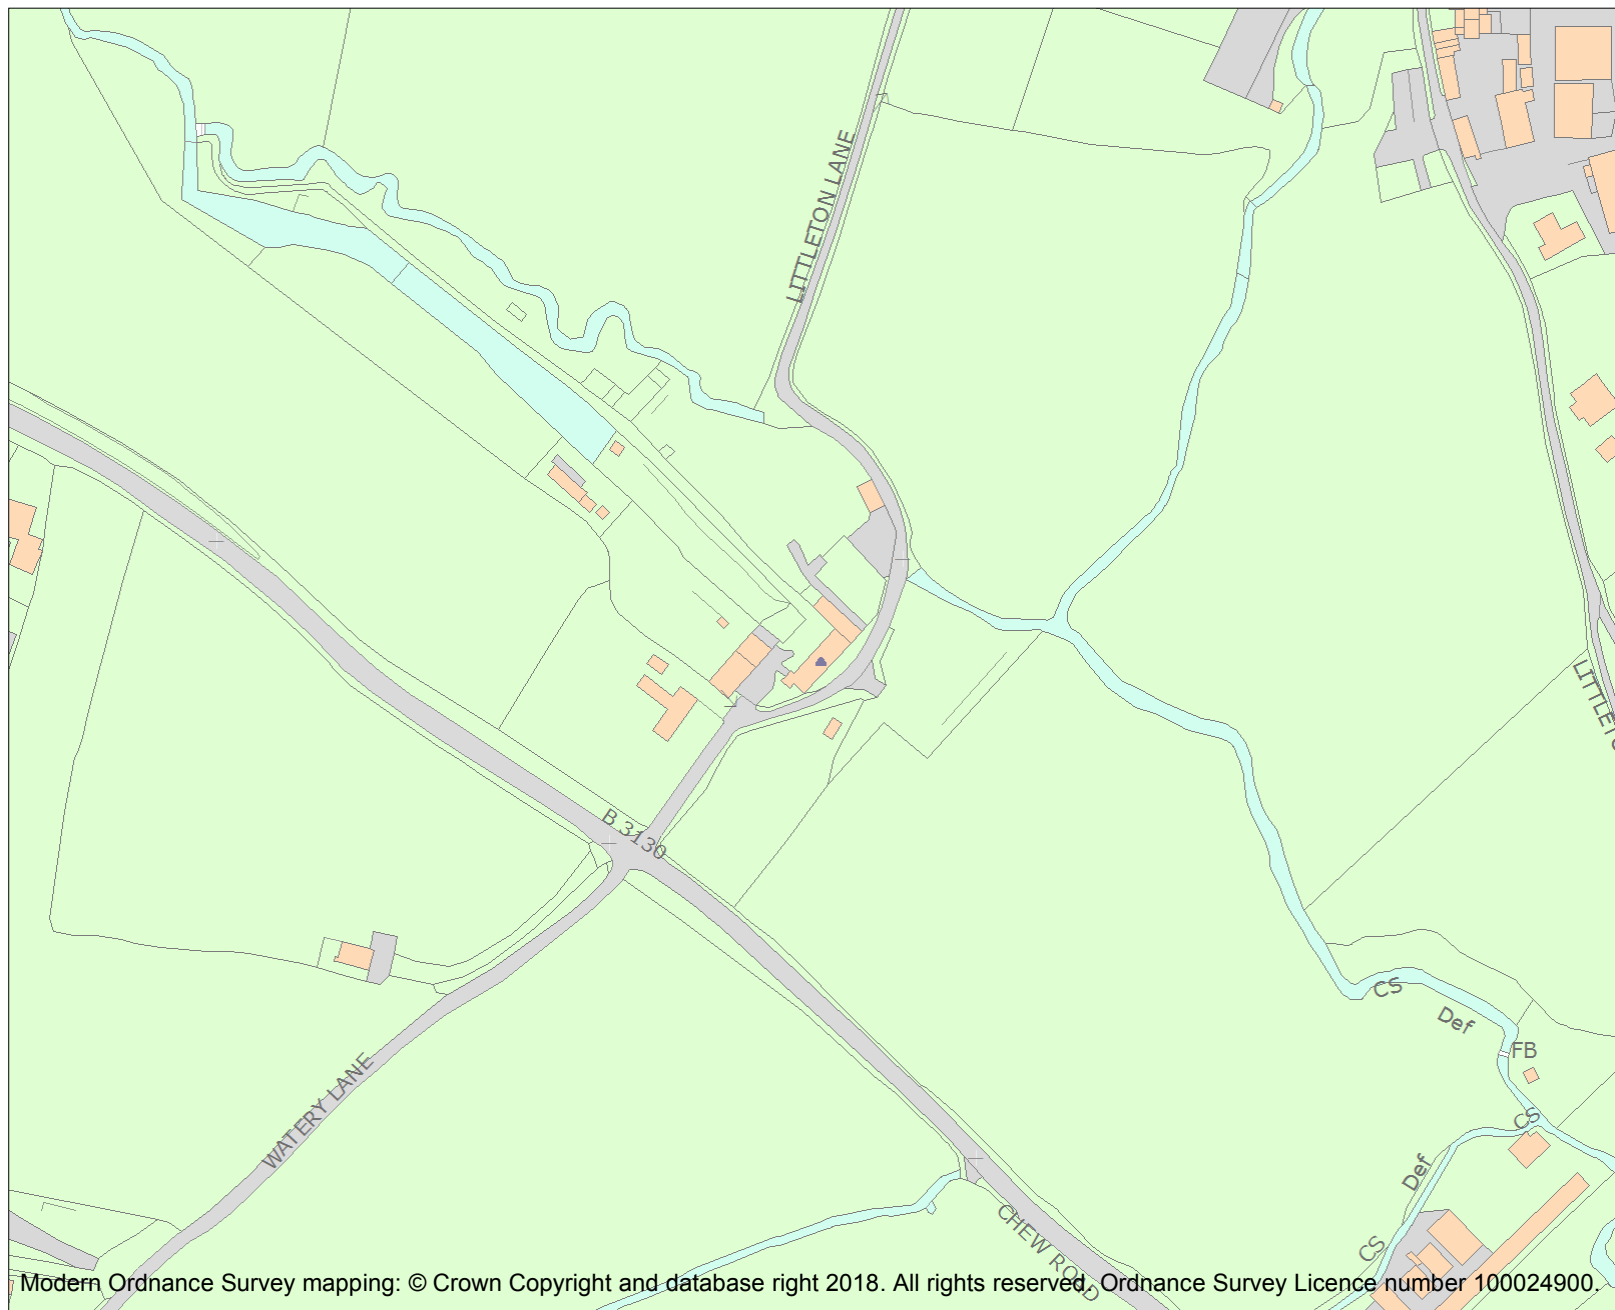 LITTLETON LANE
B 3130
LITTLETO
CS
Def
FB
CS
WATERY LANE
Def
CS
CHEW ROAD
Modern Ordnance Survey mapping: © Crown Copyright and database right 2018. All rights reserved. Ordnance Survey Licence number 100024900.